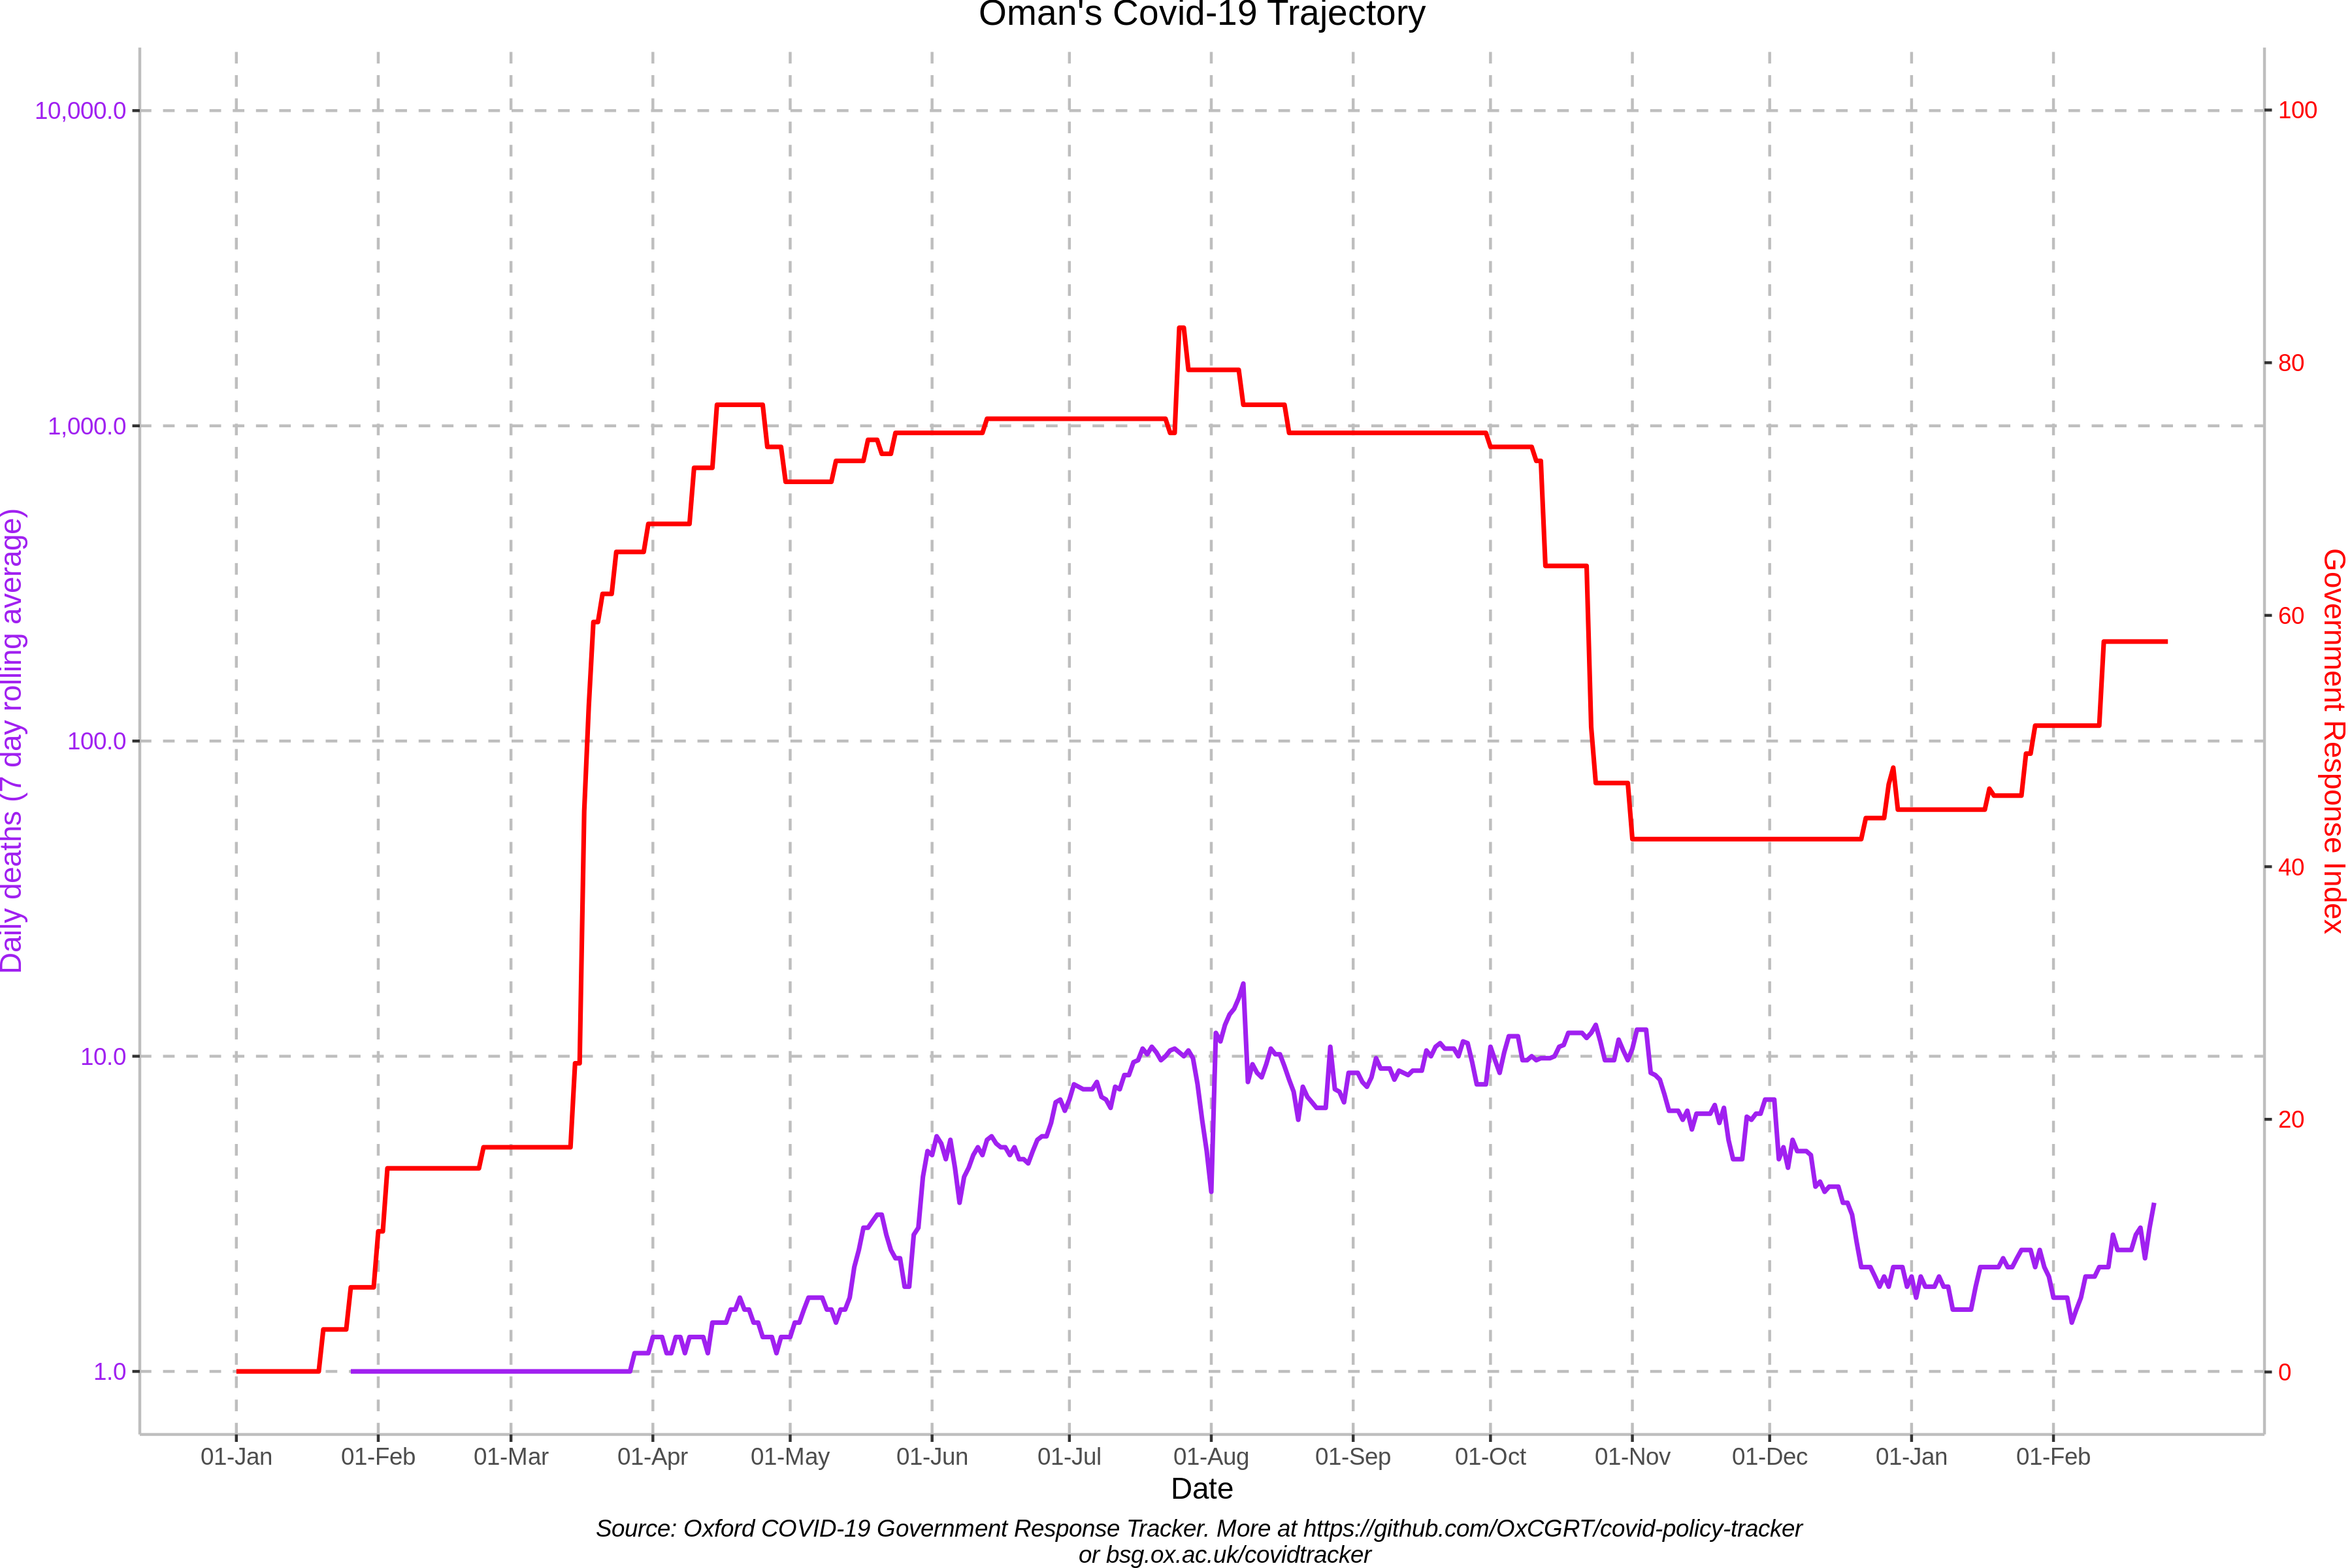 Oman's Covid-19 Trajectory
10,000.0
1,000.0
100.0
10.0
1.0
Daily deaths (7 day rolling average)
100
80
60
40
20
0
Government Response Index
01-Jan 01-Feb 01-Mar 01-Apr 01-May 01-Jun 01-Jul 01-Aug 01-Sep 01-Oct 01-Nov 01-Dec 01-Jan 01-Feb
Date
Source: Oxford COVID-19 Government Response Tracker. More at https://github.com/OxCGRT/covid-policy-tracker
or bsg.ox.ac.uk/covidtracker